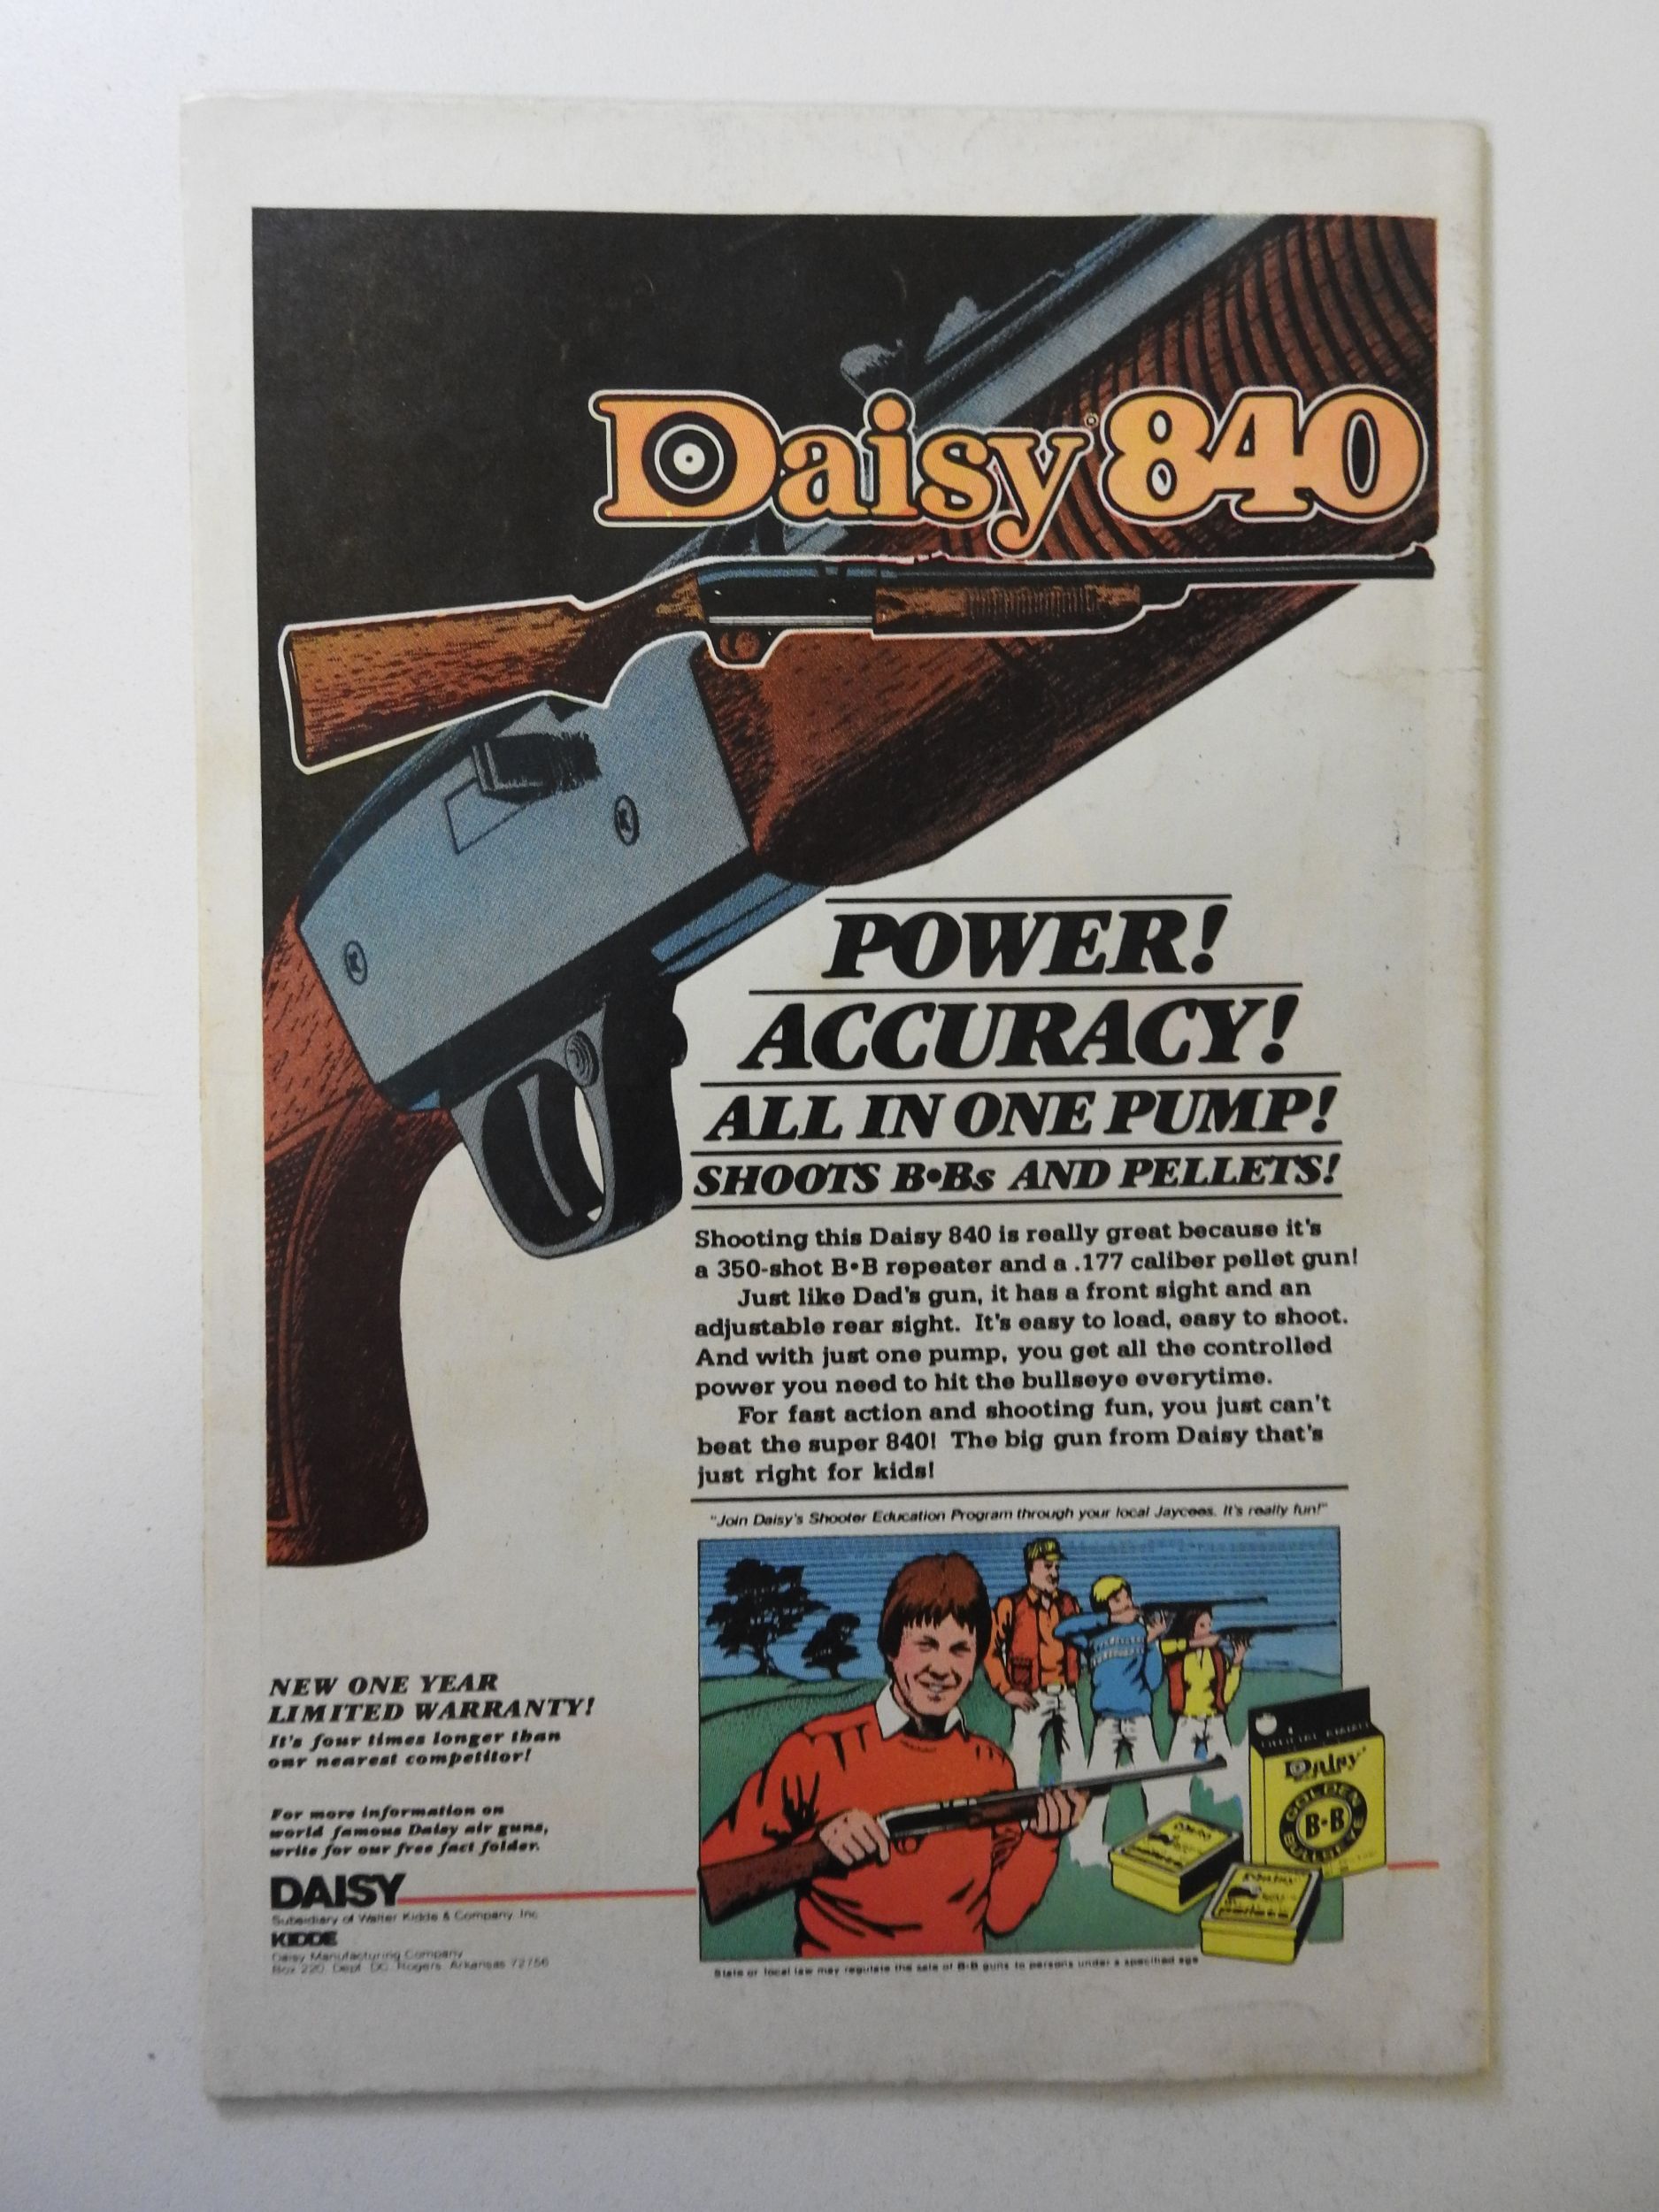 Daisy® 840
POWER!
ACCURACY!
ALL IN ONE PUMP!
SHOOTS B•Bs AND PELLETS!
Shooting this Daisy 840 is really great because it's
a 350-shot B•B repeater and a .177 caliber pellet gun!
Just like Dad's gun, it has a front sight and an
adjustable rear sight. It's easy to load, easy to shoot.
And with just one pump, you get all the controlled
power you need to hit the bullseye everytime.
For fast action and shooting fun, you just can't
beat the super 840! The big gun from Daisy that's
just right for kids!
"Join Daisy's Shooter Education Program through your local Jaycees. It's really fun!"
NEW ONE YEAR
LIMITED WARRANTY!
It's four times longer than
our nearest competitor!
For more information on
world famous Daisy air guns,
write for our free fact folder.
DAISY
Subsidiary of Walter Kidde & Company, Inc.
KIDDE
Daisy Manufacturing Company
Box 220, Dept. DC, Rogers, Arkansas 72756
Daisy
GOLDEN
B•B
BULLSEYE
Daisy
State or local law may regulate the sale of B-B guns to persons under a specified age